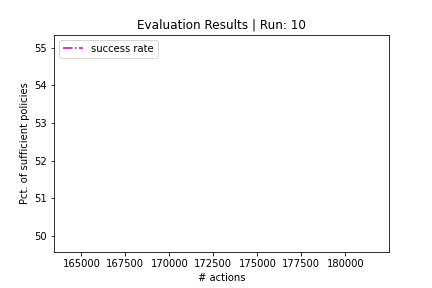 Evaluation Results | Run: 10
success rate
Pct. of sufficient policies
55
54
53
52
51
50
165000 167500 170000 172500 175000 177500 180000
# actions